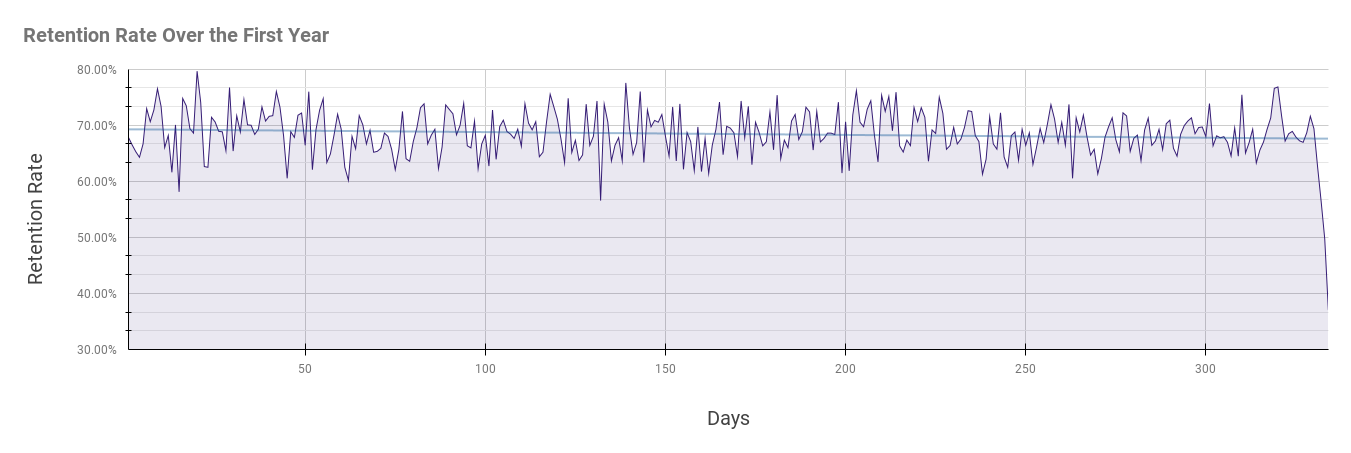 Retention Rate Over the First Year
80.00%
70.00%
60.00%
50.00%
40.00%
30.00%
Retention Rate
50 100 150 200 250 300
Days